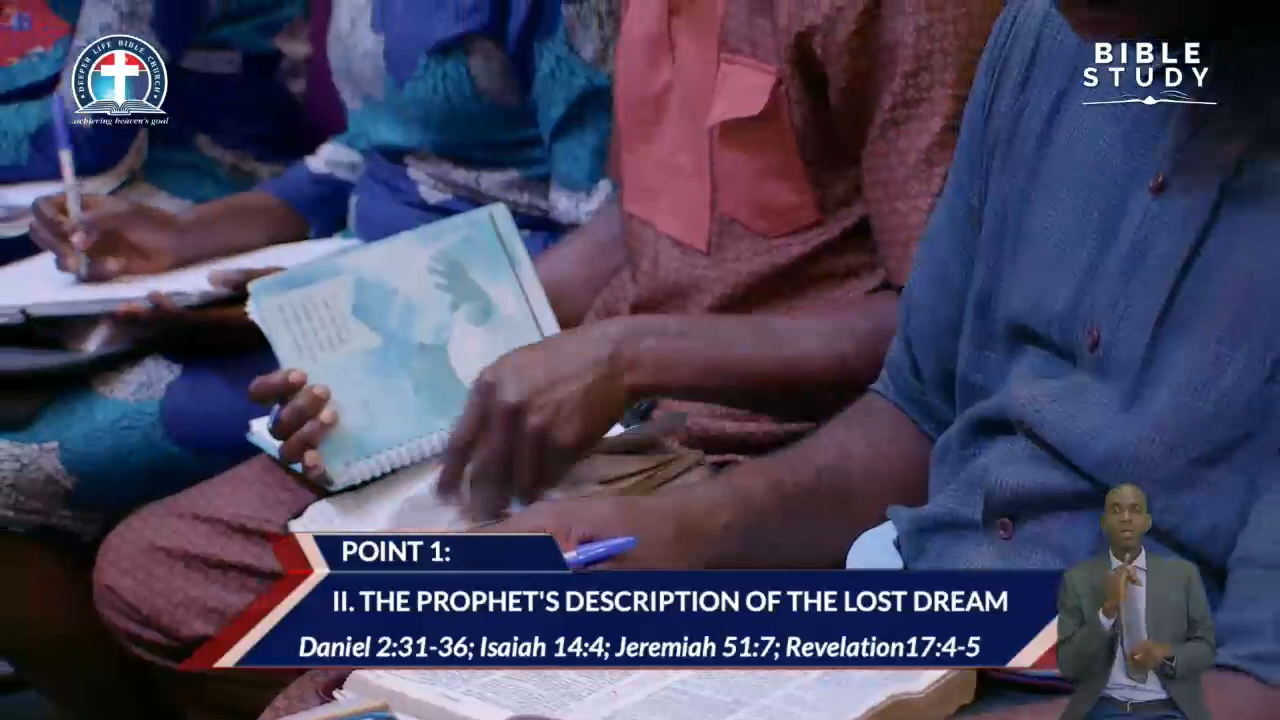 DEEPER LIFE BIBLE CHURCH
...achieving heaven's goal
BIBLE
STUDY
POINT 1:
II. THE PROPHET'S DESCRIPTION OF THE LOST DREAM
Daniel 2:31-36; Isaiah 14:4; Jeremiah 51:7; Revelation17:4-5